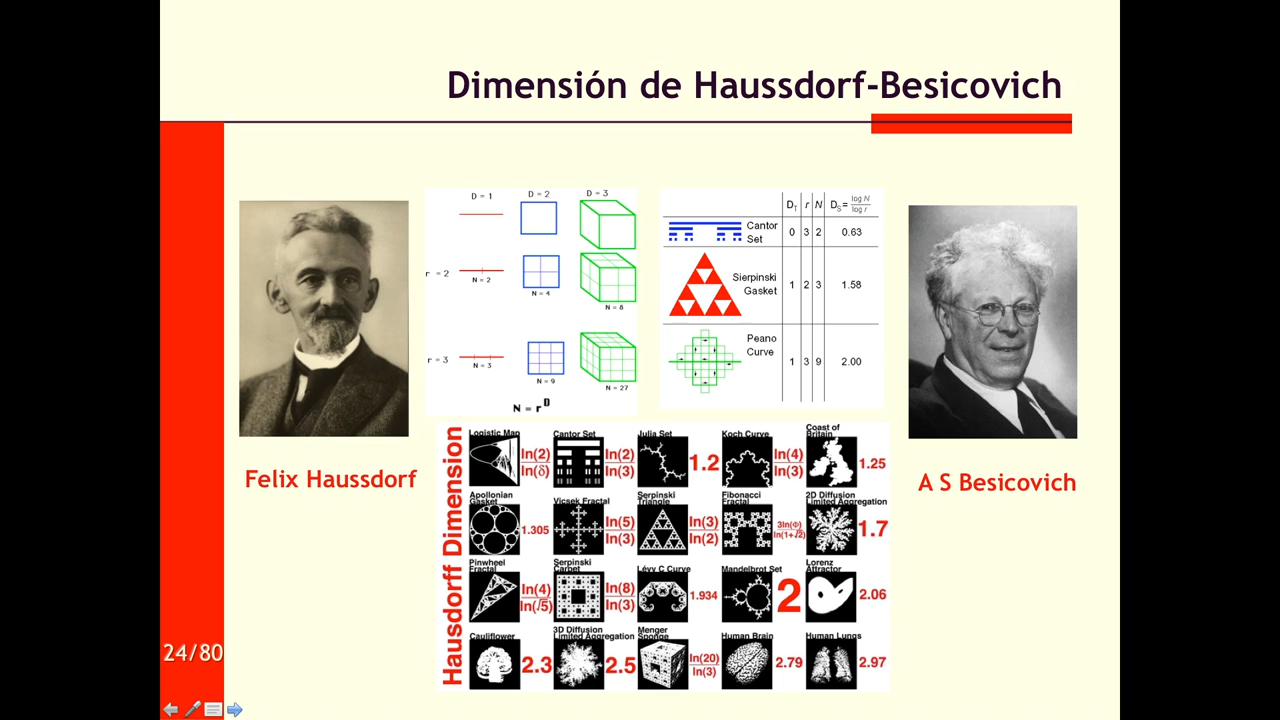 Dimensión de Haussdorf-Besicovich
D = 1
D = 2
D = 3
r = 2
N = 2
N = 4
N = 8
r = 3
N = 3
N = 9
N = 27
N = r^D
D_T r N D_S = log N / log r
Cantor Set 0 3 2 0.63
Sierpinski Gasket 1 2 3 1.58
Peano Curve 1 3 9 2.00
Felix Haussdorf
A S Besicovich
Hausdorff Dimension
Logistic Map ln(2)/ln(δ)
Cantor Set ln(2)/ln(3)
Julia Set 1.2
Koch Curve ln(4)/ln(3)
Coast of Britain 1.25
Apollonian Gasket 1.305
Vicsek Fractal ln(5)/ln(3)
Serpinski Triangle ln(3)/ln(2)
Fibonacci Fractal 3ln(Φ)/ln(1+√2)
2D Diffusion Limited Aggregation 1.7
Pinwheel Fractal ln(4)/ln(√5)
Serpinski Carpet ln(8)/ln(3)
Lévy C Curve 1.934
Mandelbrot Set 2
Lorenz Attractor 2.06
Cauliflower 2.3
3D Diffusion Limited Aggregation 2.5
Menger Sponge ln(20)/ln(3)
Human Brain 2.79
Human Lungs 2.97
24/80